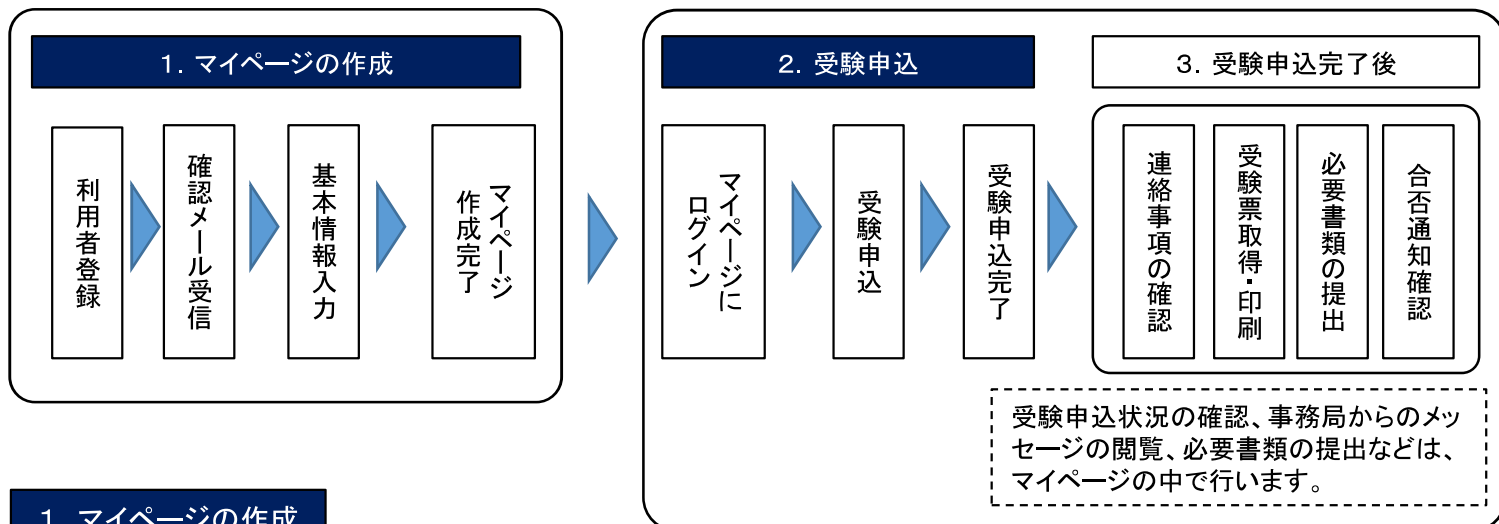 1. マイページの作成
2. 受験申込
3. 受験申込完了後
利用者登録
確認メール受信
基本情報入力
マイページ
作成完了
マイページに
ログイン
受験申込
受験申込完了
連絡事項の確認
受験票取得・印刷
必要書類の提出
合否通知確認
受験申込状況の確認、事務局からのメッ
セージの閲覧、必要書類の提出などは、
マイページの中で行います。
1. マイページの作成